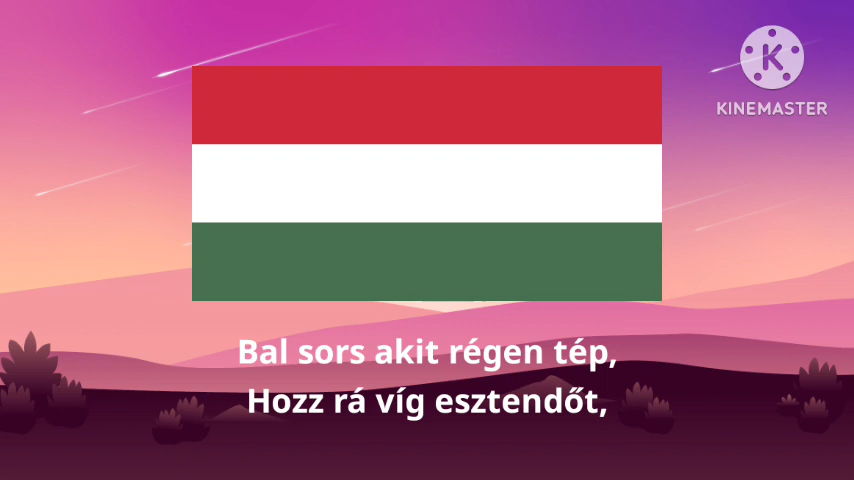 KINEMASTER
Bal sors akit régen tép,
Hozz rá víg esztendőt,